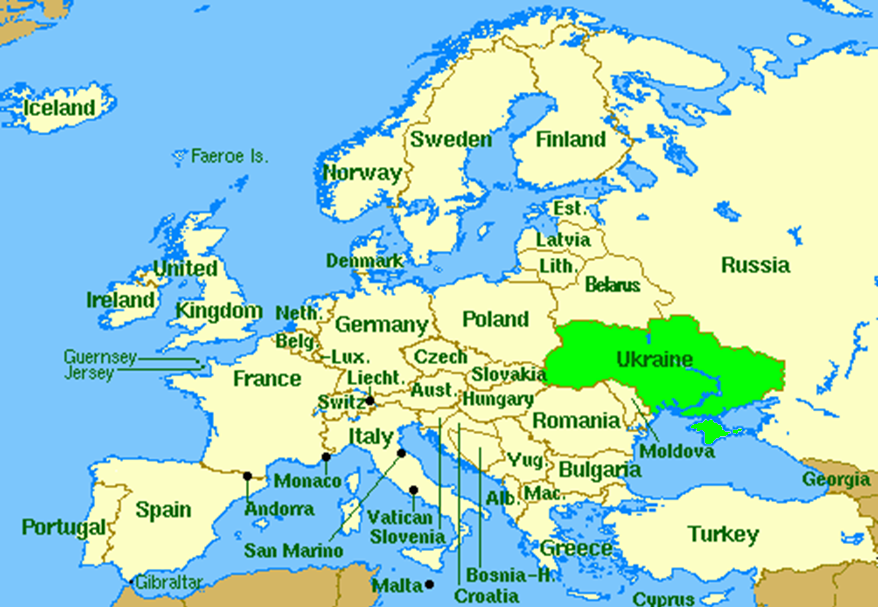 Iceland
Faeroe Is.
Sweden
Finland
Norway
Est.
Latvia
Lith.
Denmark
Russia
United
Kingdom
Ireland
Belarus
Neth.
Germany
Poland
Belg.
Guernsey
Jersey
Lux.
Czech
Ukraine
France
Liecht.
Slovakia
Switz
Aust.
Hungary
Romania
Italy
Moldova
Yug.
Bulgaria
Monaco
Georgia
Andorra
Alb.
Mac.
Spain
Portugal
Vatican
Slovenia
San Marino
Turkey
Greece
Bosnia-H.
Croatia
Gibraltar
Malta
Cyprus